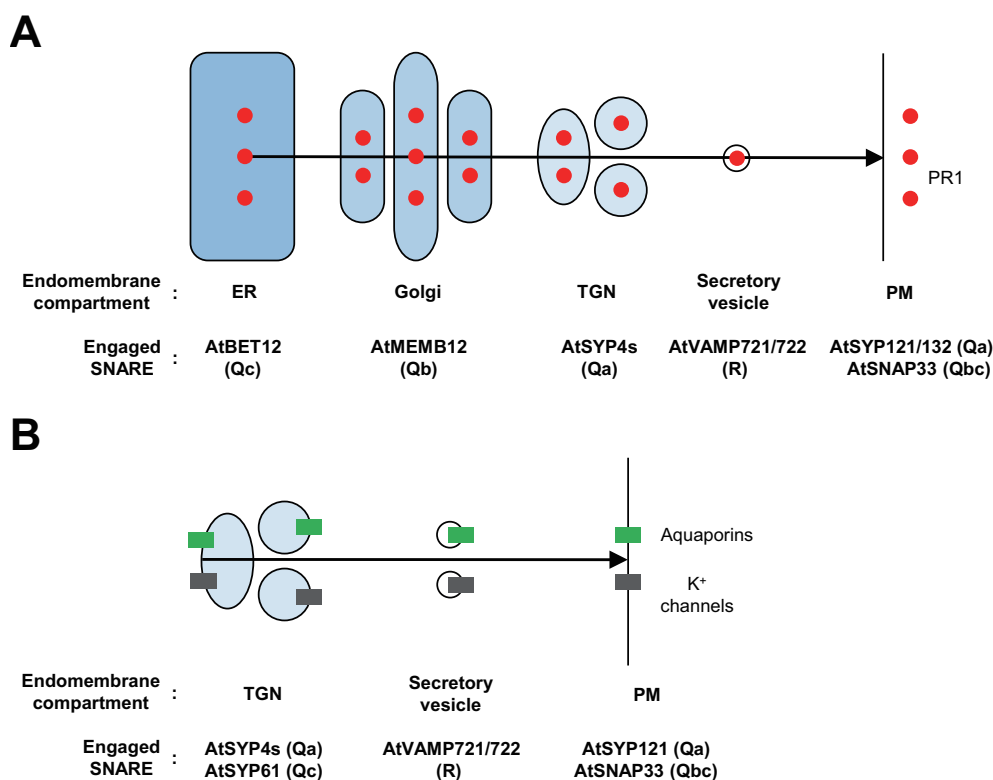 A
PR1
Endomembrane
compartment :
ER
Golgi
TGN
Secretory
vesicle
PM
Engaged
SNARE :
AtBET12
(Qc)
AtMEMB12
(Qb)
AtSYP4s
(Qa)
AtVAMP721/722
(R)
AtSYP121/132 (Qa)
AtSNAP33 (Qbc)
B
Aquaporins
K⁺
channels
Endomembrane
compartment :
TGN
Secretory
vesicle
PM
Engaged
SNARE :
AtSYP4s (Qa)
AtSYP61 (Qc)
AtVAMP721/722
(R)
AtSYP121 (Qa)
AtSNAP33 (Qbc)